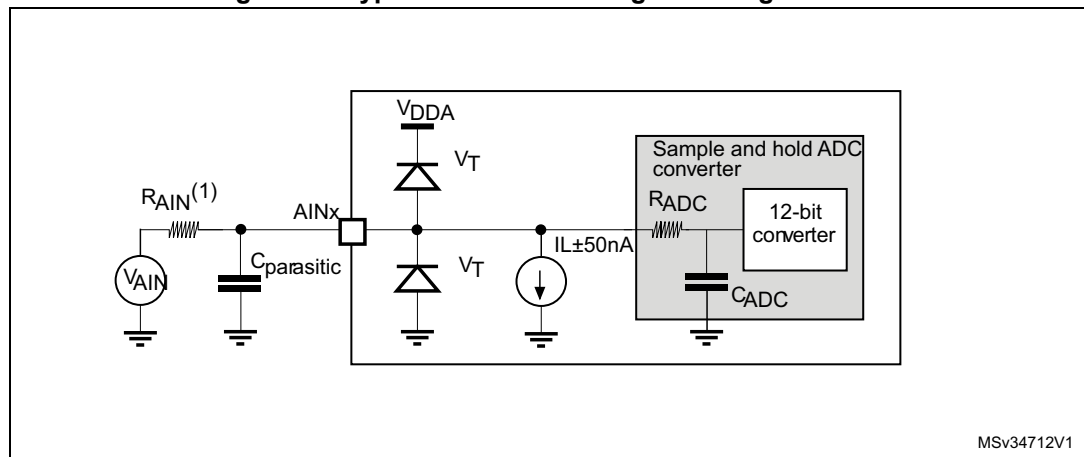 VDDA
VT
Sample and hold ADC
converter
RAIN(1)
AINx
RADC
12-bit
converter
IL±50nA
VT
VAIN
Cparasitic
CADC
MSv34712V1